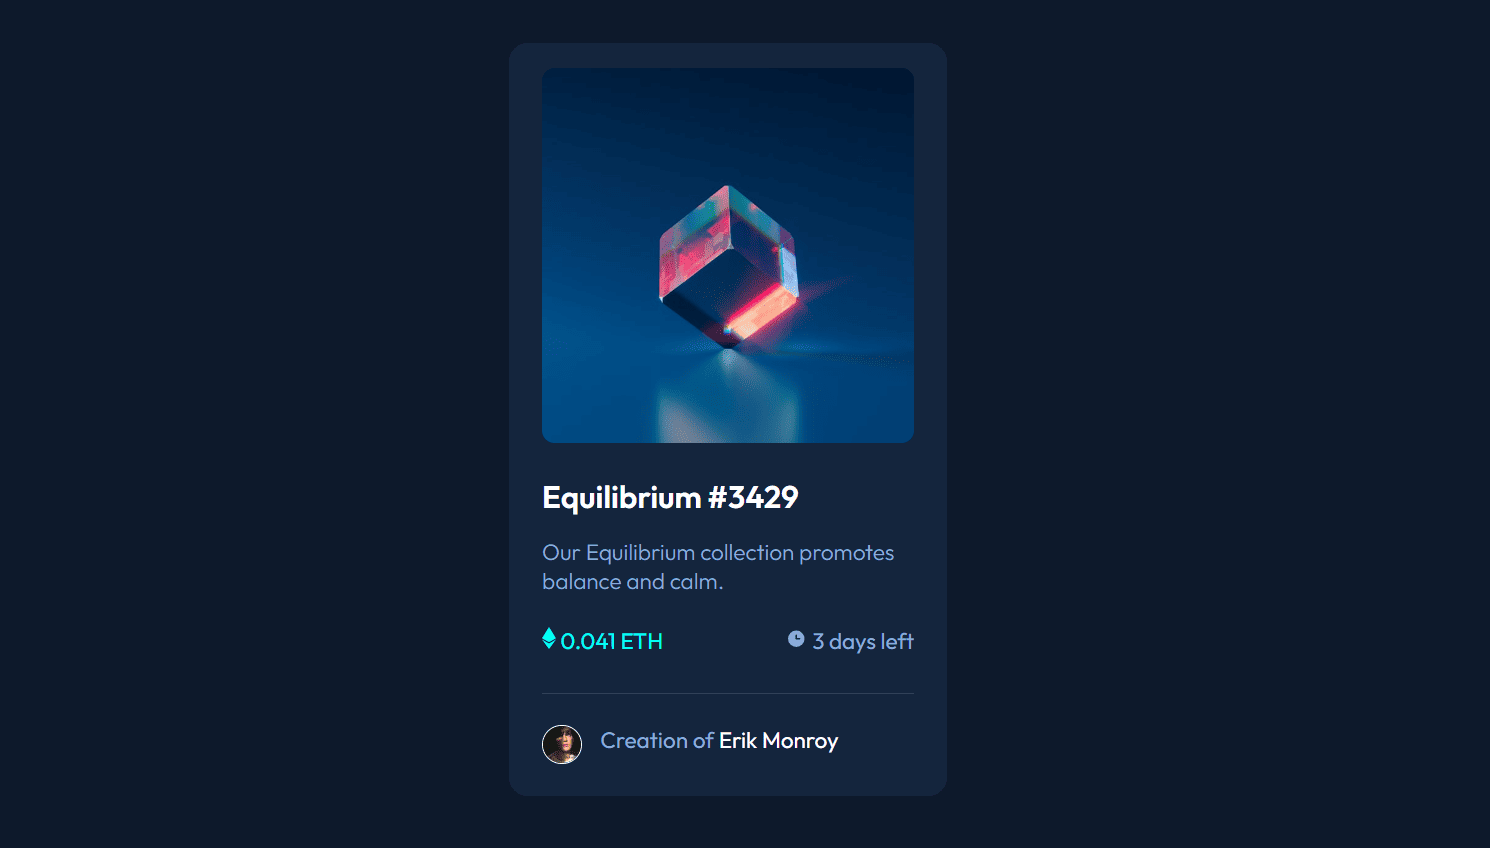 Equilibrium #3429
Our Equilibrium collection promotes
balance and calm.
0.041 ETH
3 days left
Creation of Erik Monroy